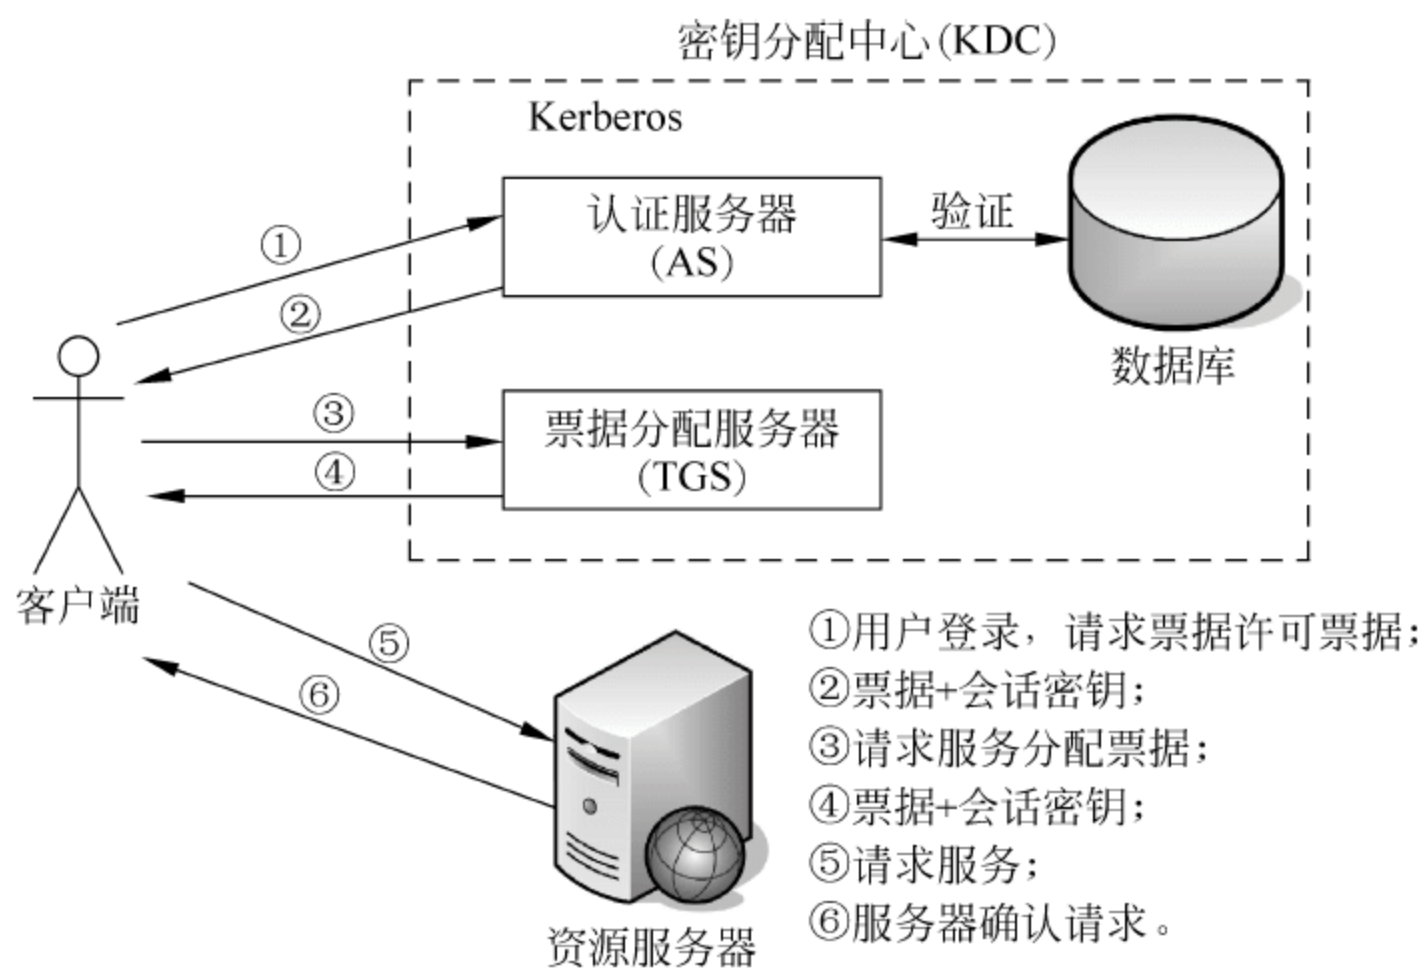 密钥分配中心(KDC)
Kerberos
认证服务器
(AS)
验证
数据库
①
②
票据分配服务器
(TGS)
③
④
客户端
⑤
⑥
资源服务器
①用户登录，请求票据许可票据；
②票据+会话密钥；
③请求服务分配票据；
④票据+会话密钥；
⑤请求服务；
⑥服务器确认请求。